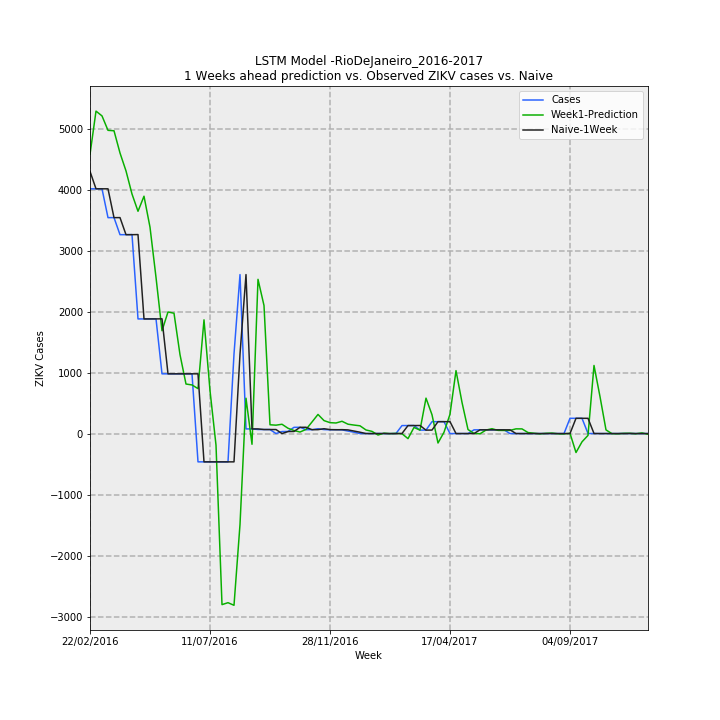 LSTM Model -RioDeJaneiro_2016-2017
1 Weeks ahead prediction vs. Observed ZIKV cases vs. Naive
Cases
Week1-Prediction
Naive-1Week
ZIKV Cases
5000
4000
3000
2000
1000
0
−1000
−2000
−3000
22/02/2016 11/07/2016 28/11/2016 17/04/2017 04/09/2017
Week